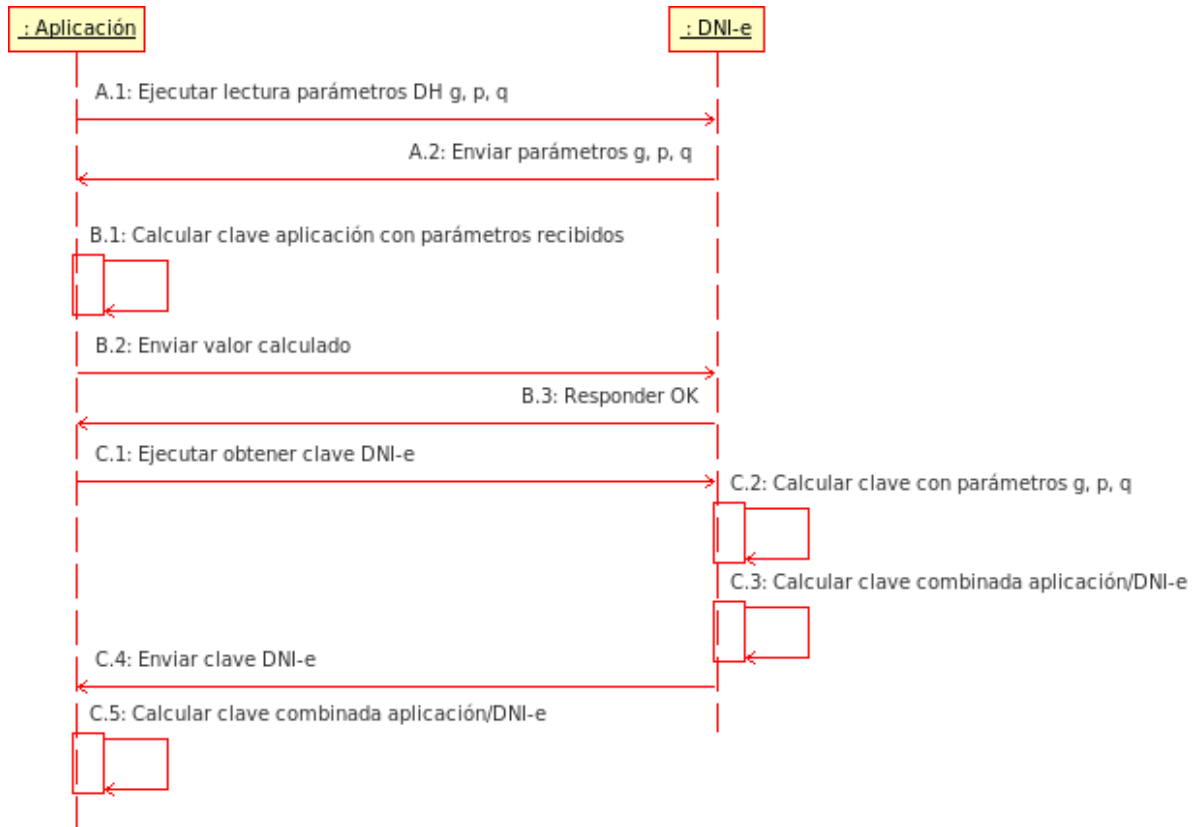 : Aplicación
: DNI-e
A.1: Ejecutar lectura parámetros DH g, p, q
A.2: Enviar parámetros g, p, q
B.1: Calcular clave aplicación con parámetros recibidos
B.2: Enviar valor calculado
B.3: Responder OK
C.1: Ejecutar obtener clave DNI-e
C.2: Calcular clave con parámetros g, p, q
C.3: Calcular clave combinada aplicación/DNI-e
C.4: Enviar clave DNI-e
C.5: Calcular clave combinada aplicación/DNI-e